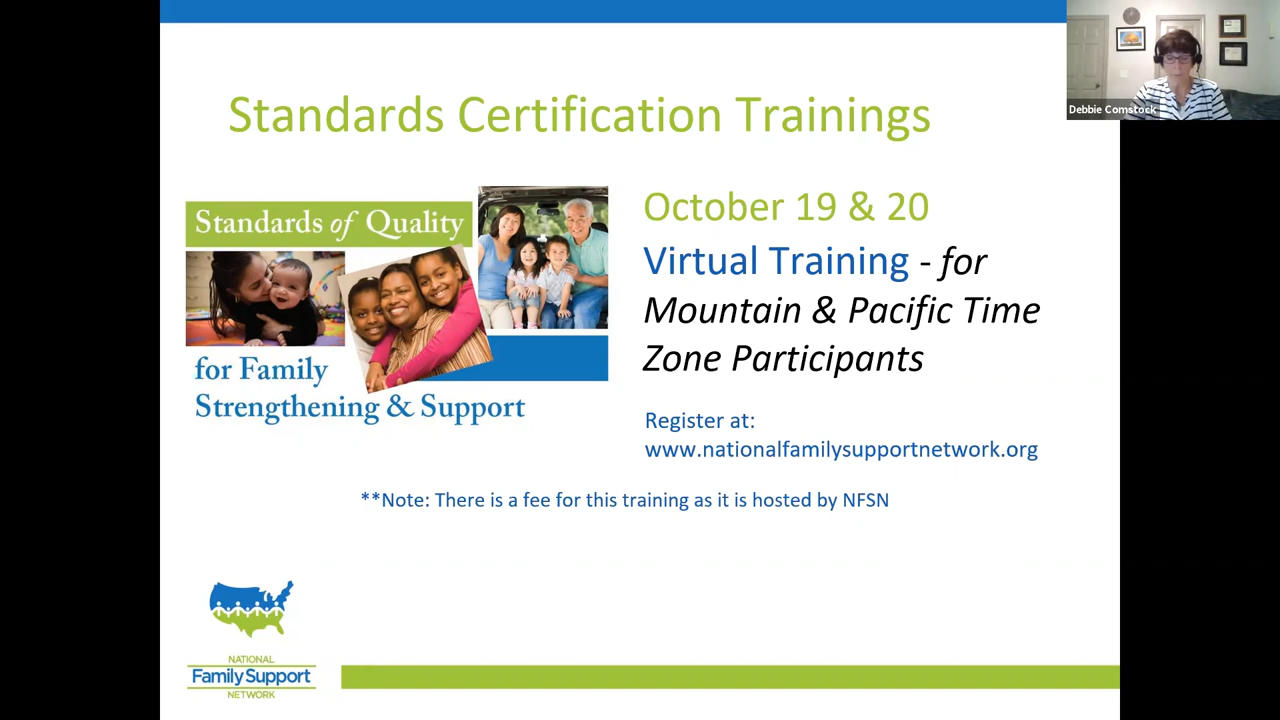 Debbie Comstock
Standards Certification Trainings
Standards of Quality
for Family
Strengthening & Support
October 19 & 20
Virtual Training - for
Mountain & Pacific Time
Zone Participants
Register at:
www.nationalfamilysupportnetwork.org
**Note: There is a fee for this training as it is hosted by NFSN
NATIONAL
Family Support
NETWORK